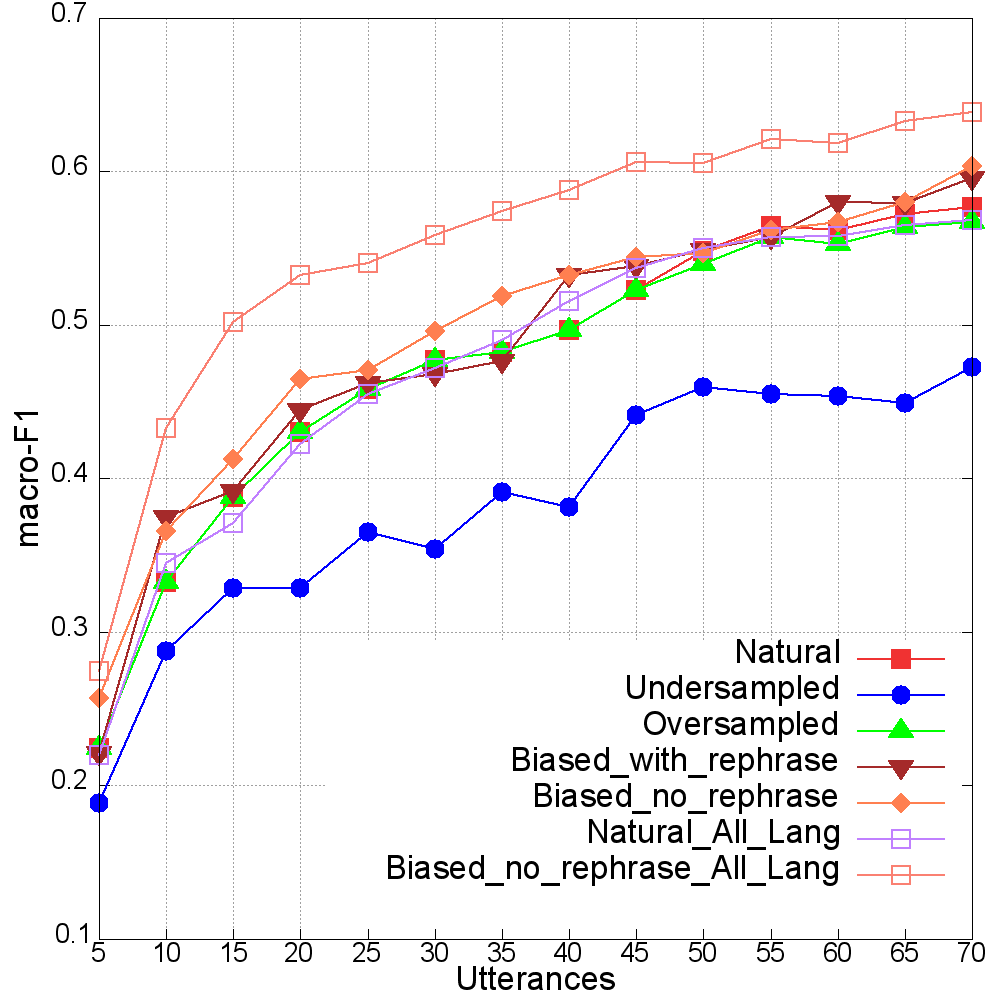 0.7
0.6
0.5
0.4
0.3
0.2
0.1
macro-F1
Natural
Undersampled
Oversampled
Biased_with_rephrase
Biased_no_rephrase
Natural_All_Lang
Biased_no_rephrase_All_Lang
5 10 15 20 25 30 35 40 45 50 55 60 65 70
Utterances